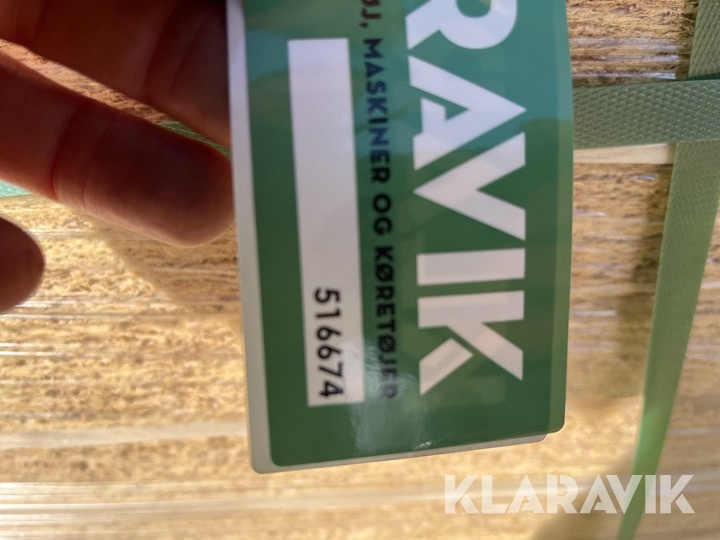 RAVIK
ØJ, MASKINER OG KØRETØJER
516674
KLARAVIK